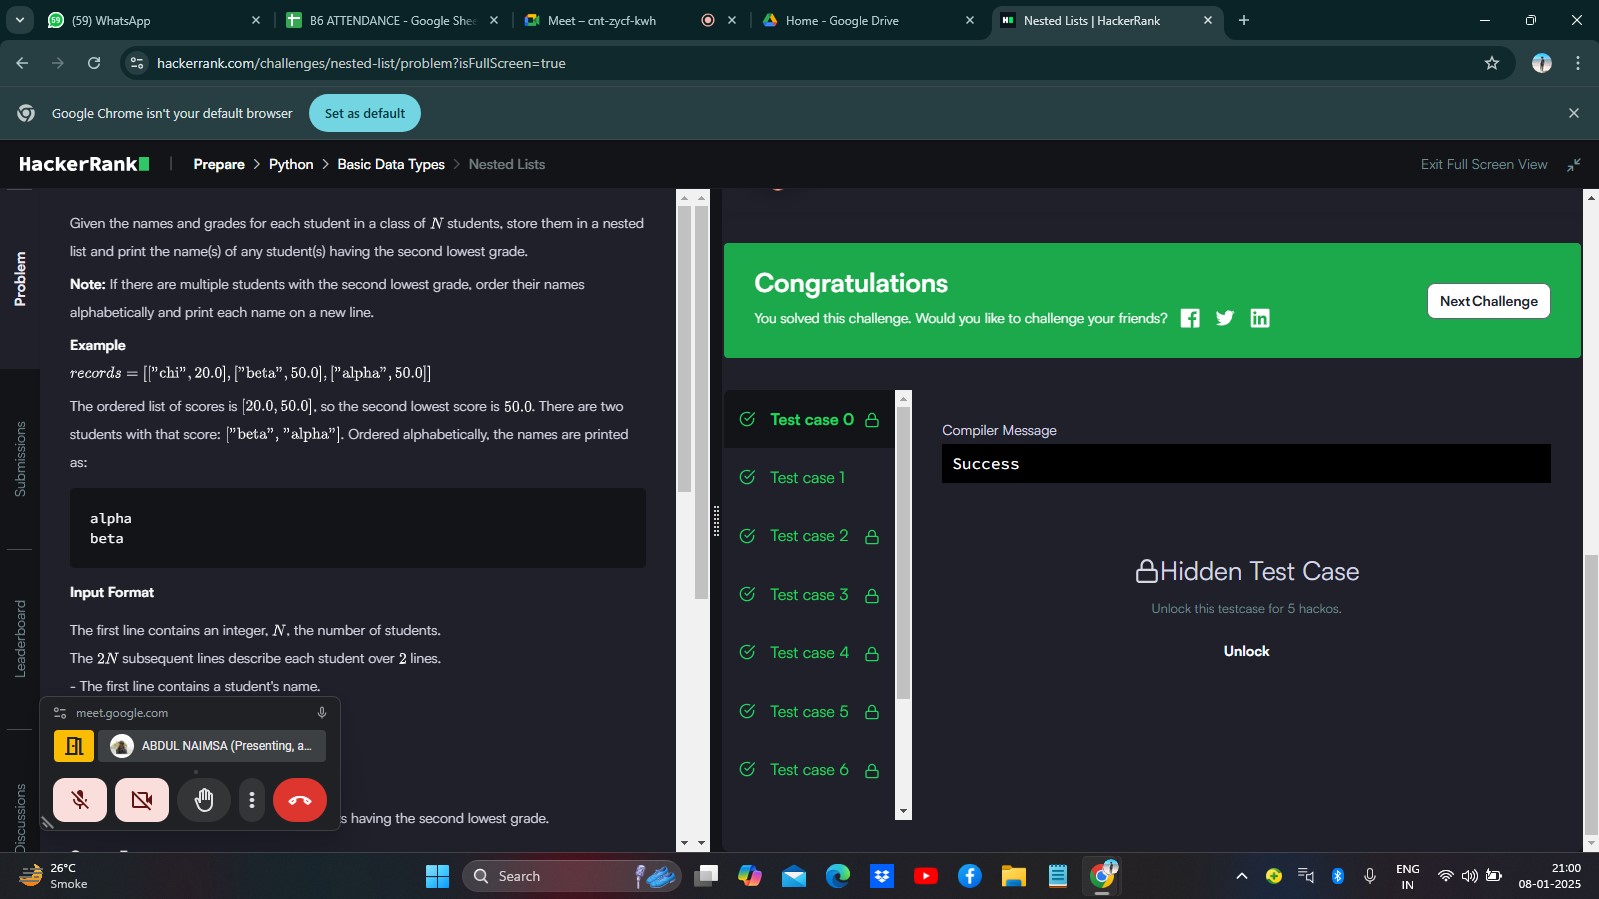 (59) WhatsApp
B6 ATTENDANCE - Google Shee
Meet – cnt-zycf-kwh
Home - Google Drive
Nested Lists | HackerRank
hackerrank.com/challenges/nested-list/problem?isFullScreen=true
Google Chrome isn't your default browser
Set as default
HackerRank
Prepare > Python > Basic Data Types > Nested Lists
Exit Full Screen View
Problem
Submissions
Leaderboard
Discussions
Given the names and grades for each student in a class of N students, store them in a nested
list and print the name(s) of any student(s) having the second lowest grade.
Note: If there are multiple students with the second lowest grade, order their names
alphabetically and print each name on a new line.
Example
records = [["chi", 20.0], ["beta", 50.0], ["alpha", 50.0]]
The ordered list of scores is [20.0, 50.0], so the second lowest score is 50.0. There are two
students with that score: ["beta", "alpha"]. Ordered alphabetically, the names are printed
as:
alpha
beta
Input Format
The first line contains an integer, N, the number of students.
The 2N subsequent lines describe each student over 2 lines.
- The first line contains a student's name.
meet.google.com
ABDUL NAIMSA (Presenting, a...
s having the second lowest grade.
Congratulations
You solved this challenge. Would you like to challenge your friends?
Next Challenge
Test case 0
Test case 1
Test case 2
Test case 3
Test case 4
Test case 5
Test case 6
Compiler Message
Success
Hidden Test Case
Unlock this testcase for 5 hackos.
Unlock
26°C
Smoke
Search
ENG
IN
21:00
08-01-2025